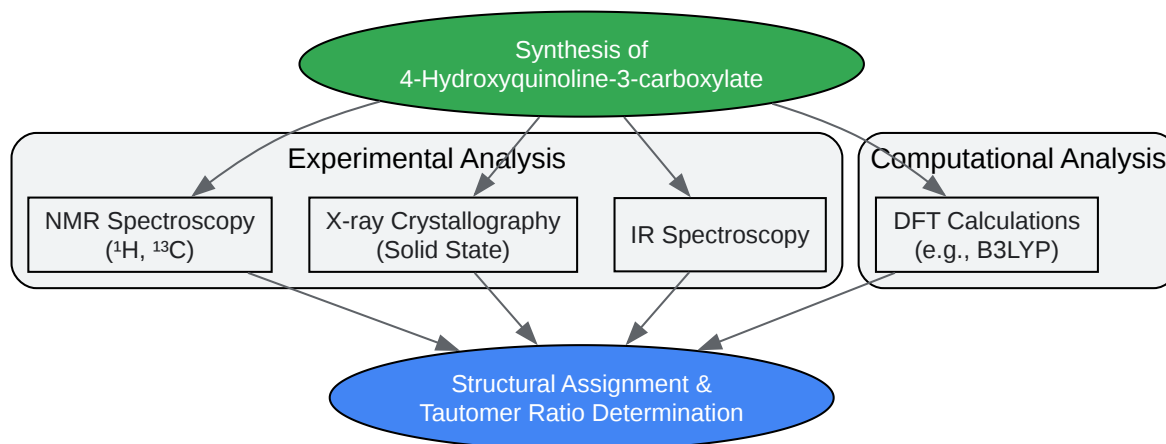 Synthesis of
4-Hydroxyquinoline-3-carboxylate
Experimental Analysis
Computational Analysis
NMR Spectroscopy
(¹H, ¹³C)
X-ray Crystallography
(Solid State)
IR Spectroscopy
DFT Calculations
(e.g., B3LYP)
Structural Assignment &
Tautomer Ratio Determination